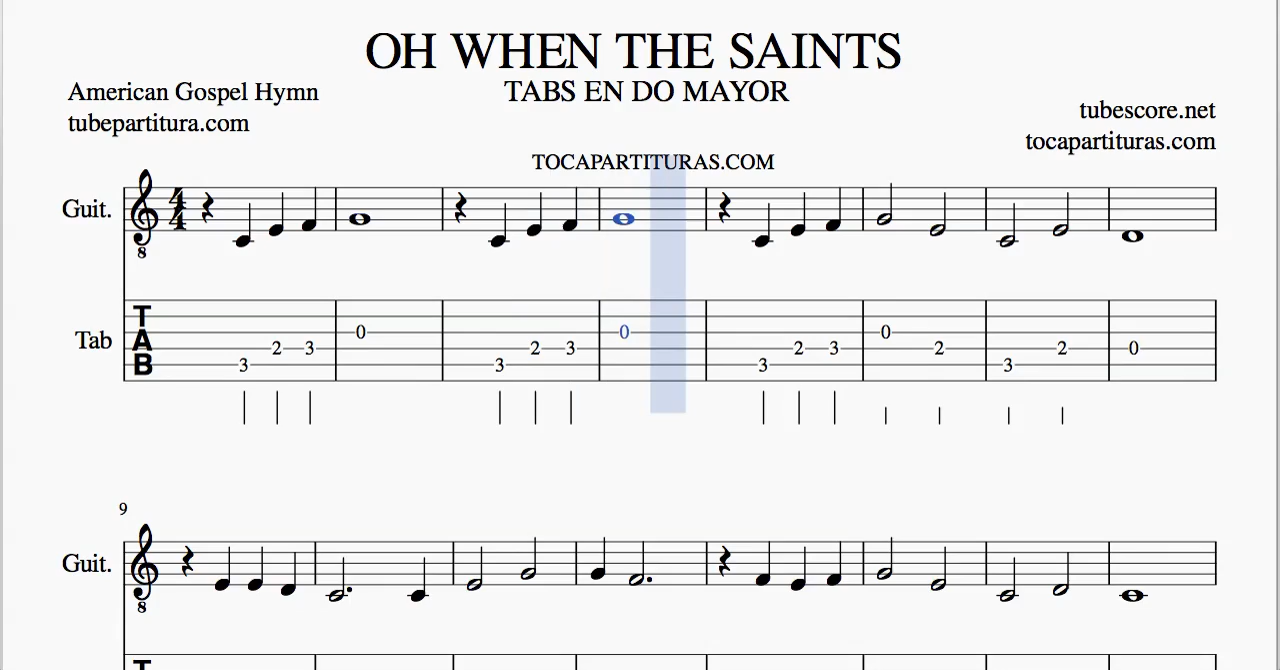 OH WHEN THE SAINTS
American Gospel Hymn
TABS EN DO MAYOR
tubepartitura.com
tubescore.net
tocapartituras.com
TOCAPARTITURAS.COM
Guit.
4
4
8
Tab
T
A
B
3 2 3 0 3 2 3 0 3 2 3 0 2 3 2 0
9
Guit.
8
T